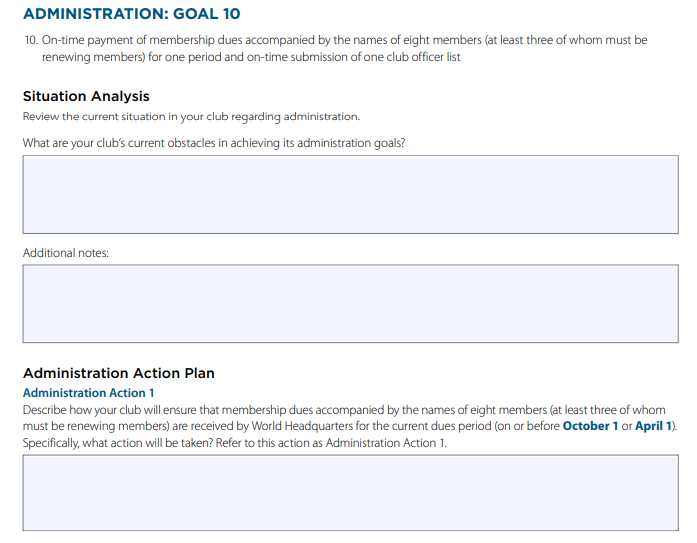 ADMINISTRATION: GOAL 10
10. On-time payment of membership dues accompanied by the names of eight members (at least three of whom must be
renewing members) for one period and on-time submission of one club officer list
Situation Analysis
Review the current situation in your club regarding administration.
What are your club's current obstacles in achieving its administration goals?
Additional notes:
Administration Action Plan
Administration Action 1
Describe how your club will ensure that membership dues accompanied by the names of eight members (at least three of whom
must be renewing members) are received by World Headquarters for the current dues period (on or before October 1 or April 1).
Specifically, what action will be taken? Refer to this action as Administration Action 1.